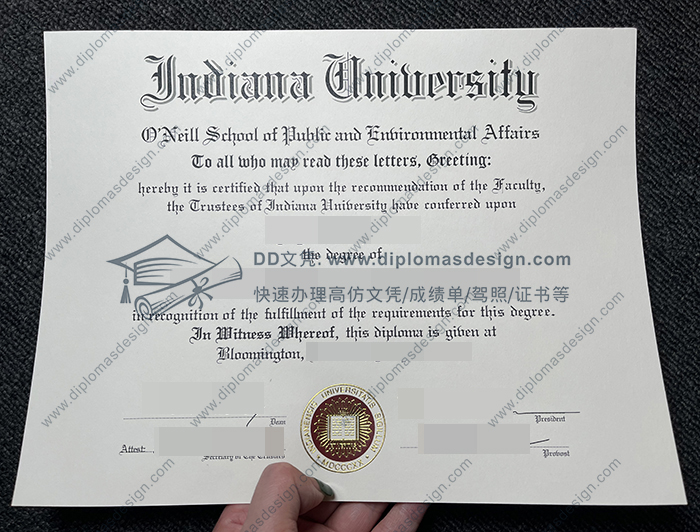 Indiana University
O'Neill School of Public and Environmental Affairs
To all who may read these letters, Greeting:
hereby it is certified that upon the recommendation of the Faculty,
the Trustees of Indiana University have conferred upon
the degree of
DD文凭: www.diplomasdesign.com
快速办理高仿文凭/成绩单/驾照/证书等
in recognition of the fulfillment of the requirements for this degree.
In Witness Whereof, this diploma is given at
Bloomington,
Dean
President
Attest:
Secretary of the Trustees
Provost
MDCCCXX
www.diplomasdesign.com